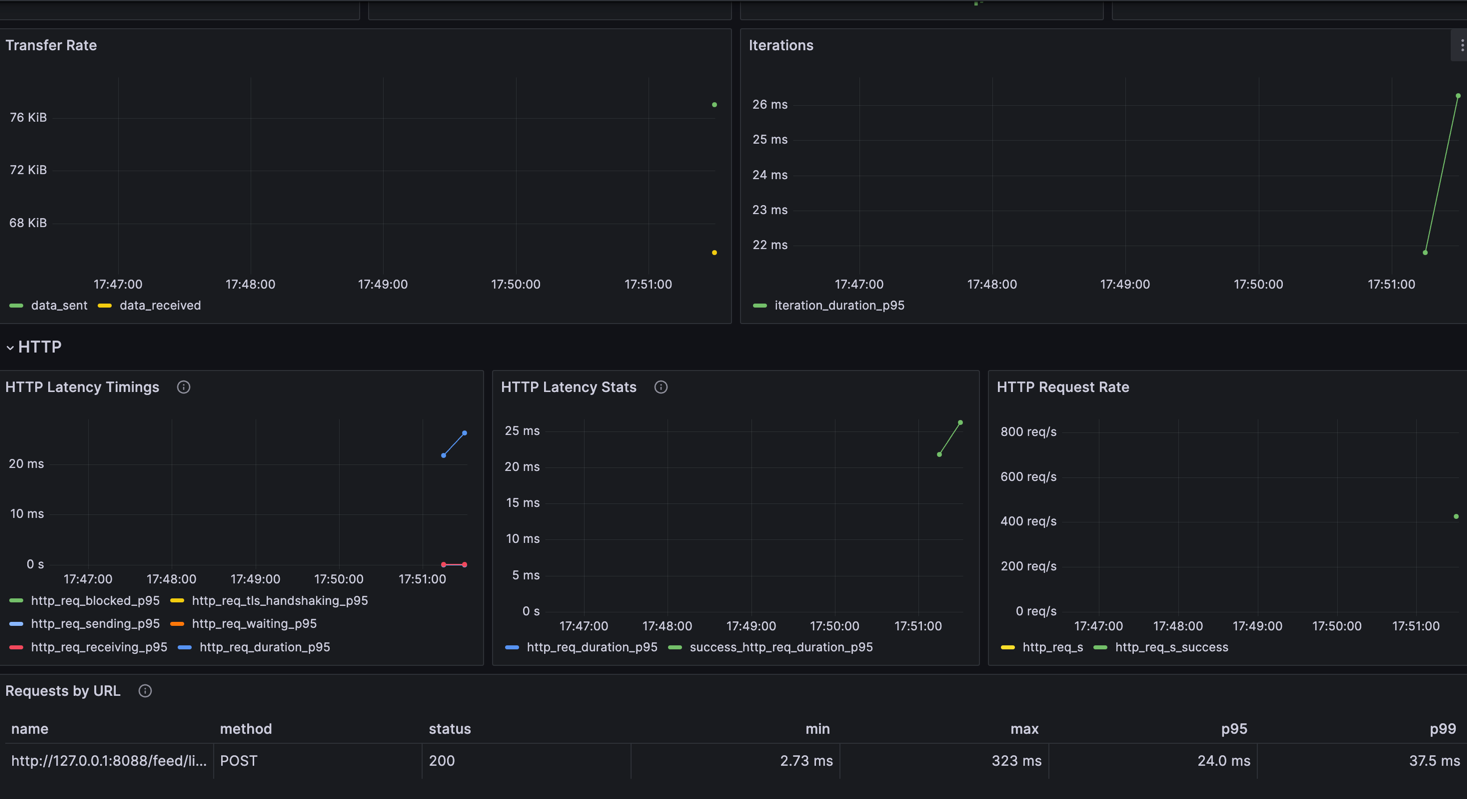 Transfer Rate
76 KiB
72 KiB
68 KiB
17:47:00 17:48:00 17:49:00 17:50:00 17:51:00
data_sent data_received
Iterations
26 ms
25 ms
24 ms
23 ms
22 ms
17:47:00 17:48:00 17:49:00 17:50:00 17:51:00
iteration_duration_p95
HTTP
HTTP Latency Timings
20 ms
10 ms
0 s
17:47:00 17:48:00 17:49:00 17:50:00 17:51:00
http_req_blocked_p95 http_req_tls_handshaking_p95
http_req_sending_p95 http_req_waiting_p95
http_req_receiving_p95 http_req_duration_p95
HTTP Latency Stats
25 ms
20 ms
15 ms
10 ms
5 ms
0 s
17:47:00 17:48:00 17:49:00 17:50:00 17:51:00
http_req_duration_p95 success_http_req_duration_p95
HTTP Request Rate
800 req/s
600 req/s
400 req/s
200 req/s
0 req/s
17:47:00 17:48:00 17:49:00 17:50:00 17:51:00
http_req_s http_req_s_success
Requests by URL
name method status min max p95 p99
http://127.0.0.1:8088/feed/li... POST 200 2.73 ms 323 ms 24.0 ms 37.5 ms